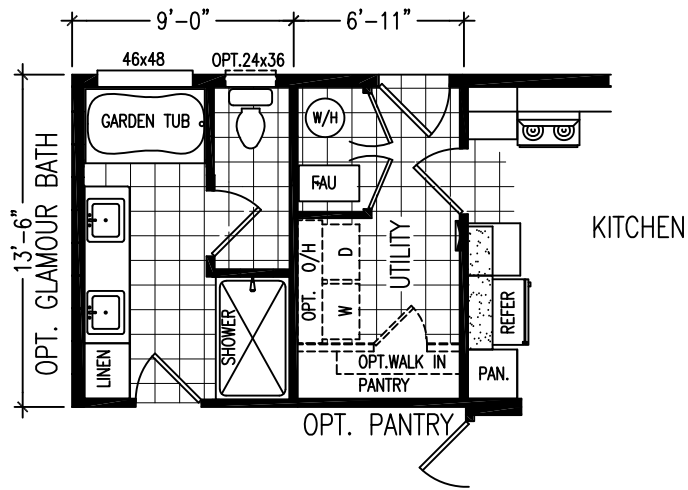 9'-0"
6'-11"
46x48
OPT.24x36
GARDEN TUB
W/H
FAU
13'-6"
OPT. GLAMOUR BATH
KITCHEN
UTILITY
OPT. O/H
D
W
REFER
SHOWER
LINEN
OPT.WALK IN
PANTRY
PAN.
OPT. PANTRY